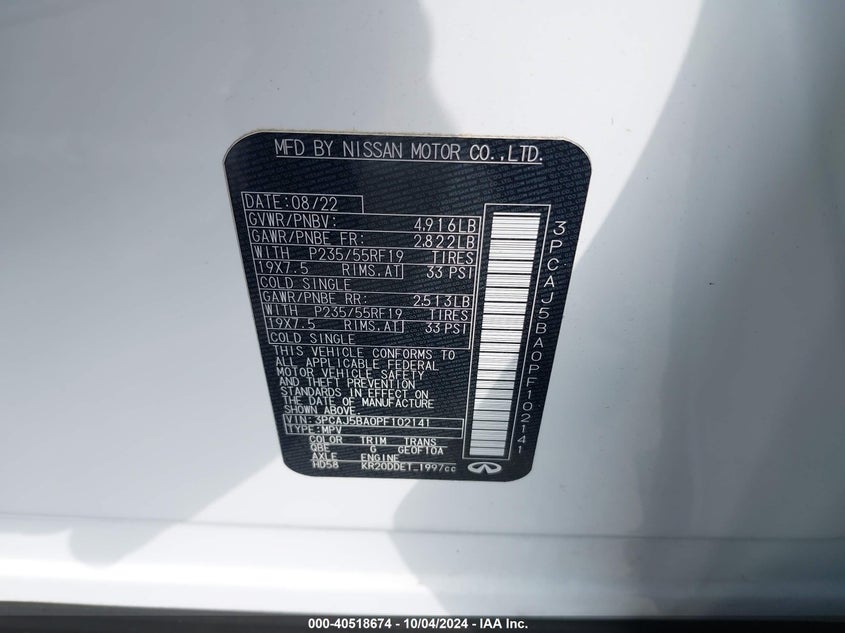 MFD BY NISSAN MOTOR CO.,LTD.
DATE:08/22
GVWR/PNBV: 4,916LB
GAWR/PNBE FR: 2,822LB
WITH P235/55RF19 TIRES
19X7.5 RIMS,AT 33 PSI
COLD SINGLE
GAWR/PNBE RR: 2,513LB
WITH P235/55RF19 TIRES
19X7.5 RIMS,AT 33 PSI
COLD SINGLE
THIS VEHICLE CONFORMS TO
ALL APPLICABLE FEDERAL
MOTOR VEHICLE SAFETY
AND THEFT PREVENTION
STANDARDS IN EFFECT ON
THE DATE OF MANUFACTURE
SHOWN ABOVE.
VIN: 3PCAJ5BA0PF102141
TYPE:MPV
COLOR TRIM TRANS
QBE G GE0F10A
AXLE ENGINE
HD58 KR20DDET 1997cc
3PCAJ5BA0PF102141
000-40518674 - 10/04/2024 - IAA Inc.